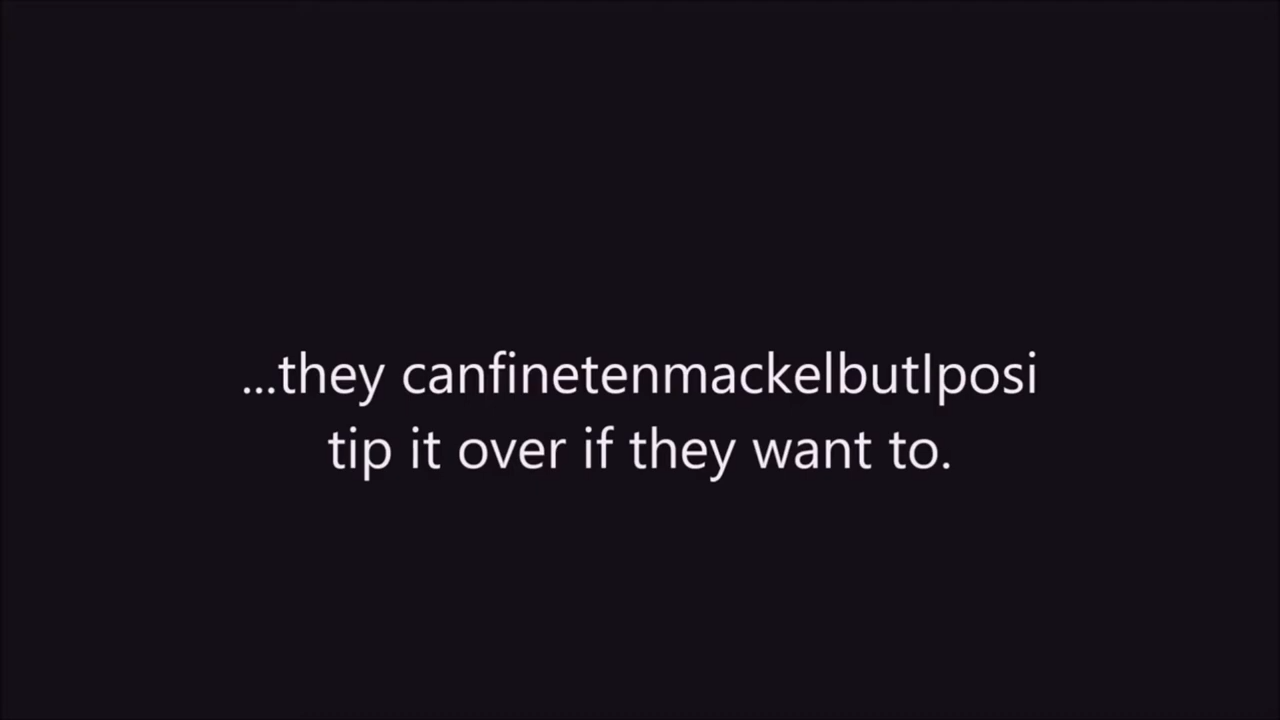 ...they canfinetenmackelbutIposi
tip it over if they want to.